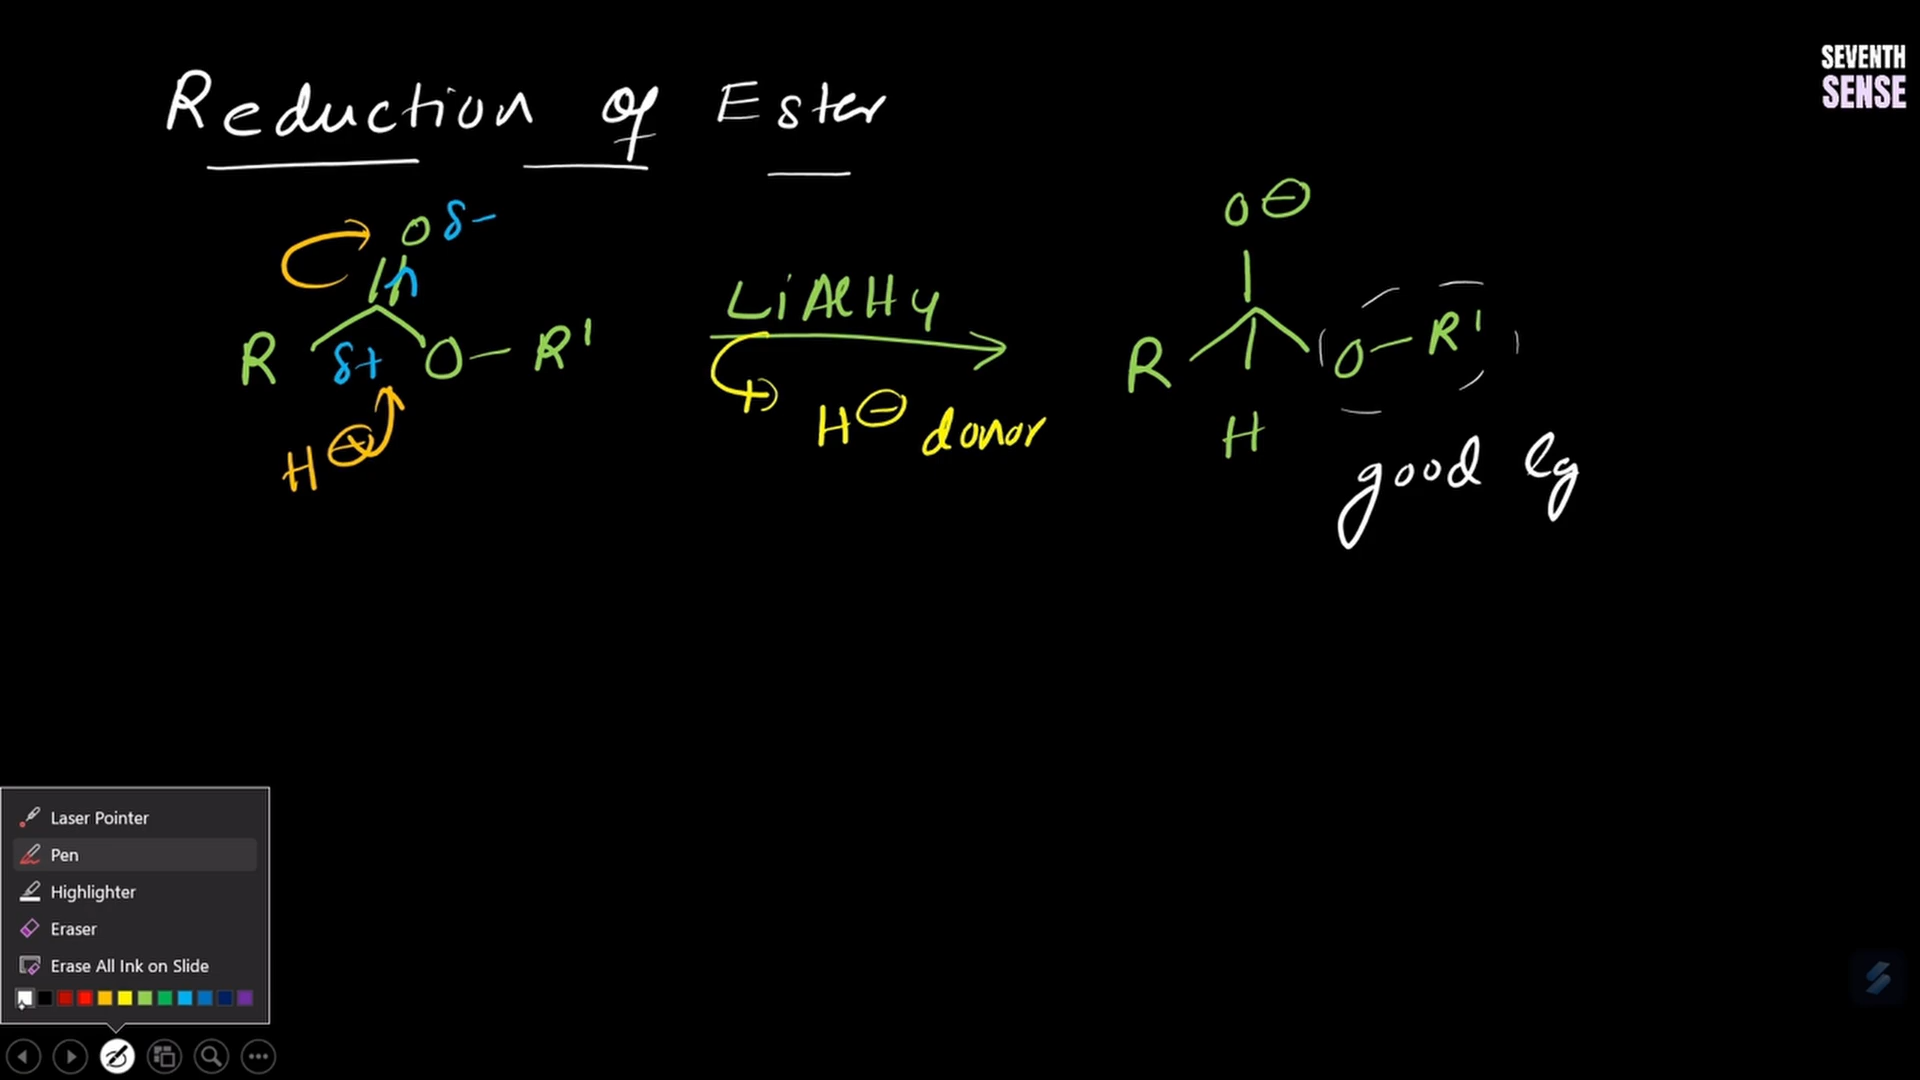 SEVENTH
SENSE
Reduction of Ester
O δ-
R δ+ O-R'
H⊕
LiAlH4
H⊖ donor
O⊖
R O-R'
H
good lg
Laser Pointer
Pen
Highlighter
Eraser
Erase All Ink on Slide